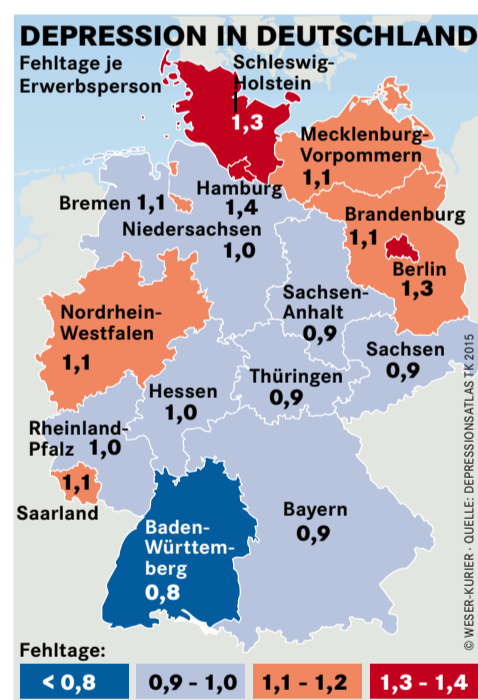 DEPRESSION IN DEUTSCHLAND
Fehltage je
Erwerbsperson
Schleswig-
Holstein
1,3
Mecklenburg-
Vorpommern
1,1
Hamburg
1,4
Bremen 1,1
Niedersachsen
1,0
Brandenburg
1,1
Berlin
1,3
Nordrhein-
Westfalen
1,1
Sachsen-
Anhalt
0,9
Sachsen
0,9
Thüringen
0,9
Hessen
1,0
Rheinland-
Pfalz 1,0
1,1
Saarland
Baden-
Württem-
berg
0,8
Bayern
0,9
© WESER-KURIER · QUELLE: DEPRESSIONSATLAS TK 2015
Fehltage:
< 0,8
0,9 - 1,0
1,1 - 1,2
1,3 - 1,4